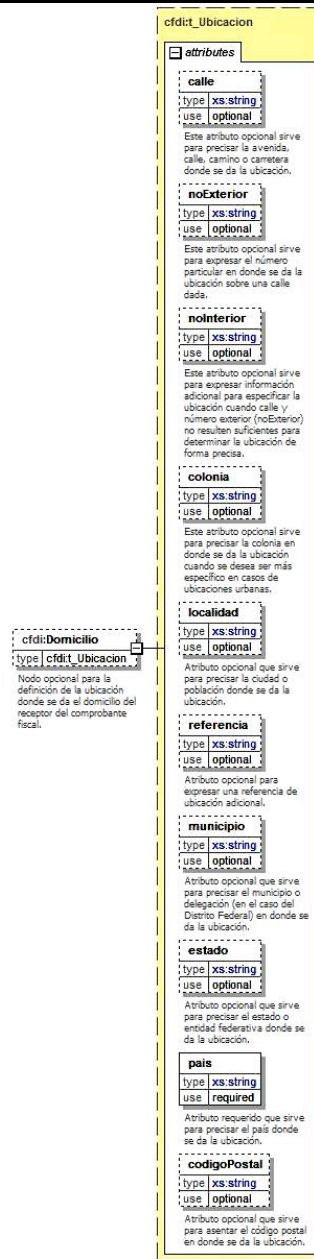 cfdi:t_Ubicacion
attributes
calle
type xs:string
use optional
Este atributo opcional sirve
para precisar la avenida,
calle, camino o carretera
donde se da la ubicación.
noExterior
type xs:string
use optional
Este atributo opcional sirve
para expresar el número
particular en donde se da la
ubicación sobre una calle
dada.
noInterior
type xs:string
use optional
Este atributo opcional sirve
para expresar información
adicional para especificar la
ubicación cuando calle y
número exterior (noExterior)
no resulten suficientes para
determinar la ubicación de
forma precisa.
colonia
type xs:string
use optional
Este atributo opcional sirve
para precisar la colonia en
donde se da la ubicación
cuando se desea ser más
específico en casos de
ubicaciones urbanas.
localidad
type xs:string
use optional
Atributo opcional que sirve
para precisar la ciudad o
población donde se da la
ubicación.
cfdi:Domicilio
type cfdi:t_Ubicacion
Nodo opcional para la
definición de la ubicación
donde se da el domicilio del
receptor del comprobante
fiscal.
referencia
type xs:string
use optional
Atributo opcional para
expresar una referencia de
ubicación adicional.
municipio
type xs:string
use optional
Atributo opcional que sirve
para precisar el municipio o
delegación (en el caso del
Distrito Federal) en donde se
da la ubicación.
estado
type xs:string
use optional
Atributo opcional que sirve
para precisar el estado o
entidad federativa donde se
da la ubicación.
pais
type xs:string
use required
Atributo requerido que sirve
para precisar el país donde
se da la ubicación.
codigoPostal
type xs:string
use optional
Atributo opcional que sirve
para asentar el código postal
en donde se da la ubicación.